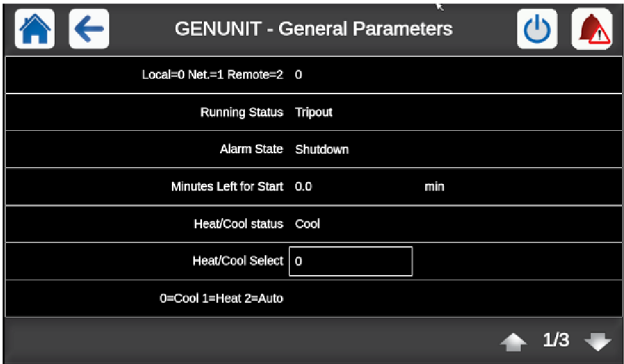 GENUNIT - General Parameters
Local=0 Net.=1 Remote=2 0
Running Status Tripout
Alarm State Shutdown
Minutes Left for Start 0.0 min
Heat/Cool status Cool
Heat/Cool Select 0
0=Cool 1=Heat 2=Auto
1/3